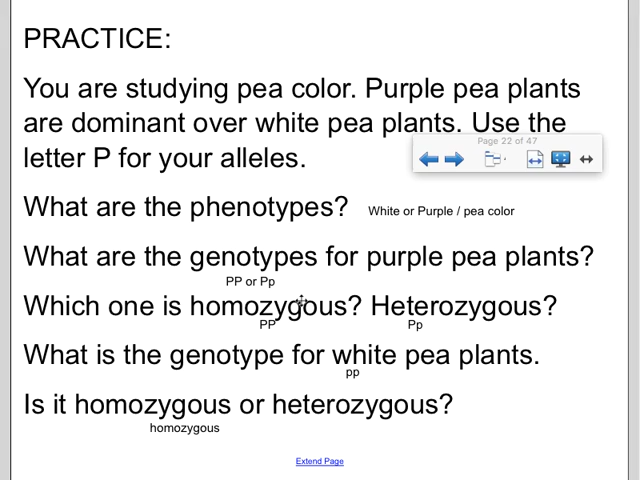 PRACTICE:
You are studying pea color. Purple pea plants
are dominant over white pea plants. Use the
letter P for your alleles.
Page 22 of 47
What are the phenotypes? White or Purple / pea color
What are the genotypes for purple pea plants?
PP or Pp
Which one is homozygous? Heterozygous?
PP Pp
What is the genotype for white pea plants.
pp
Is it homozygous or heterozygous?
homozygous
Extend Page